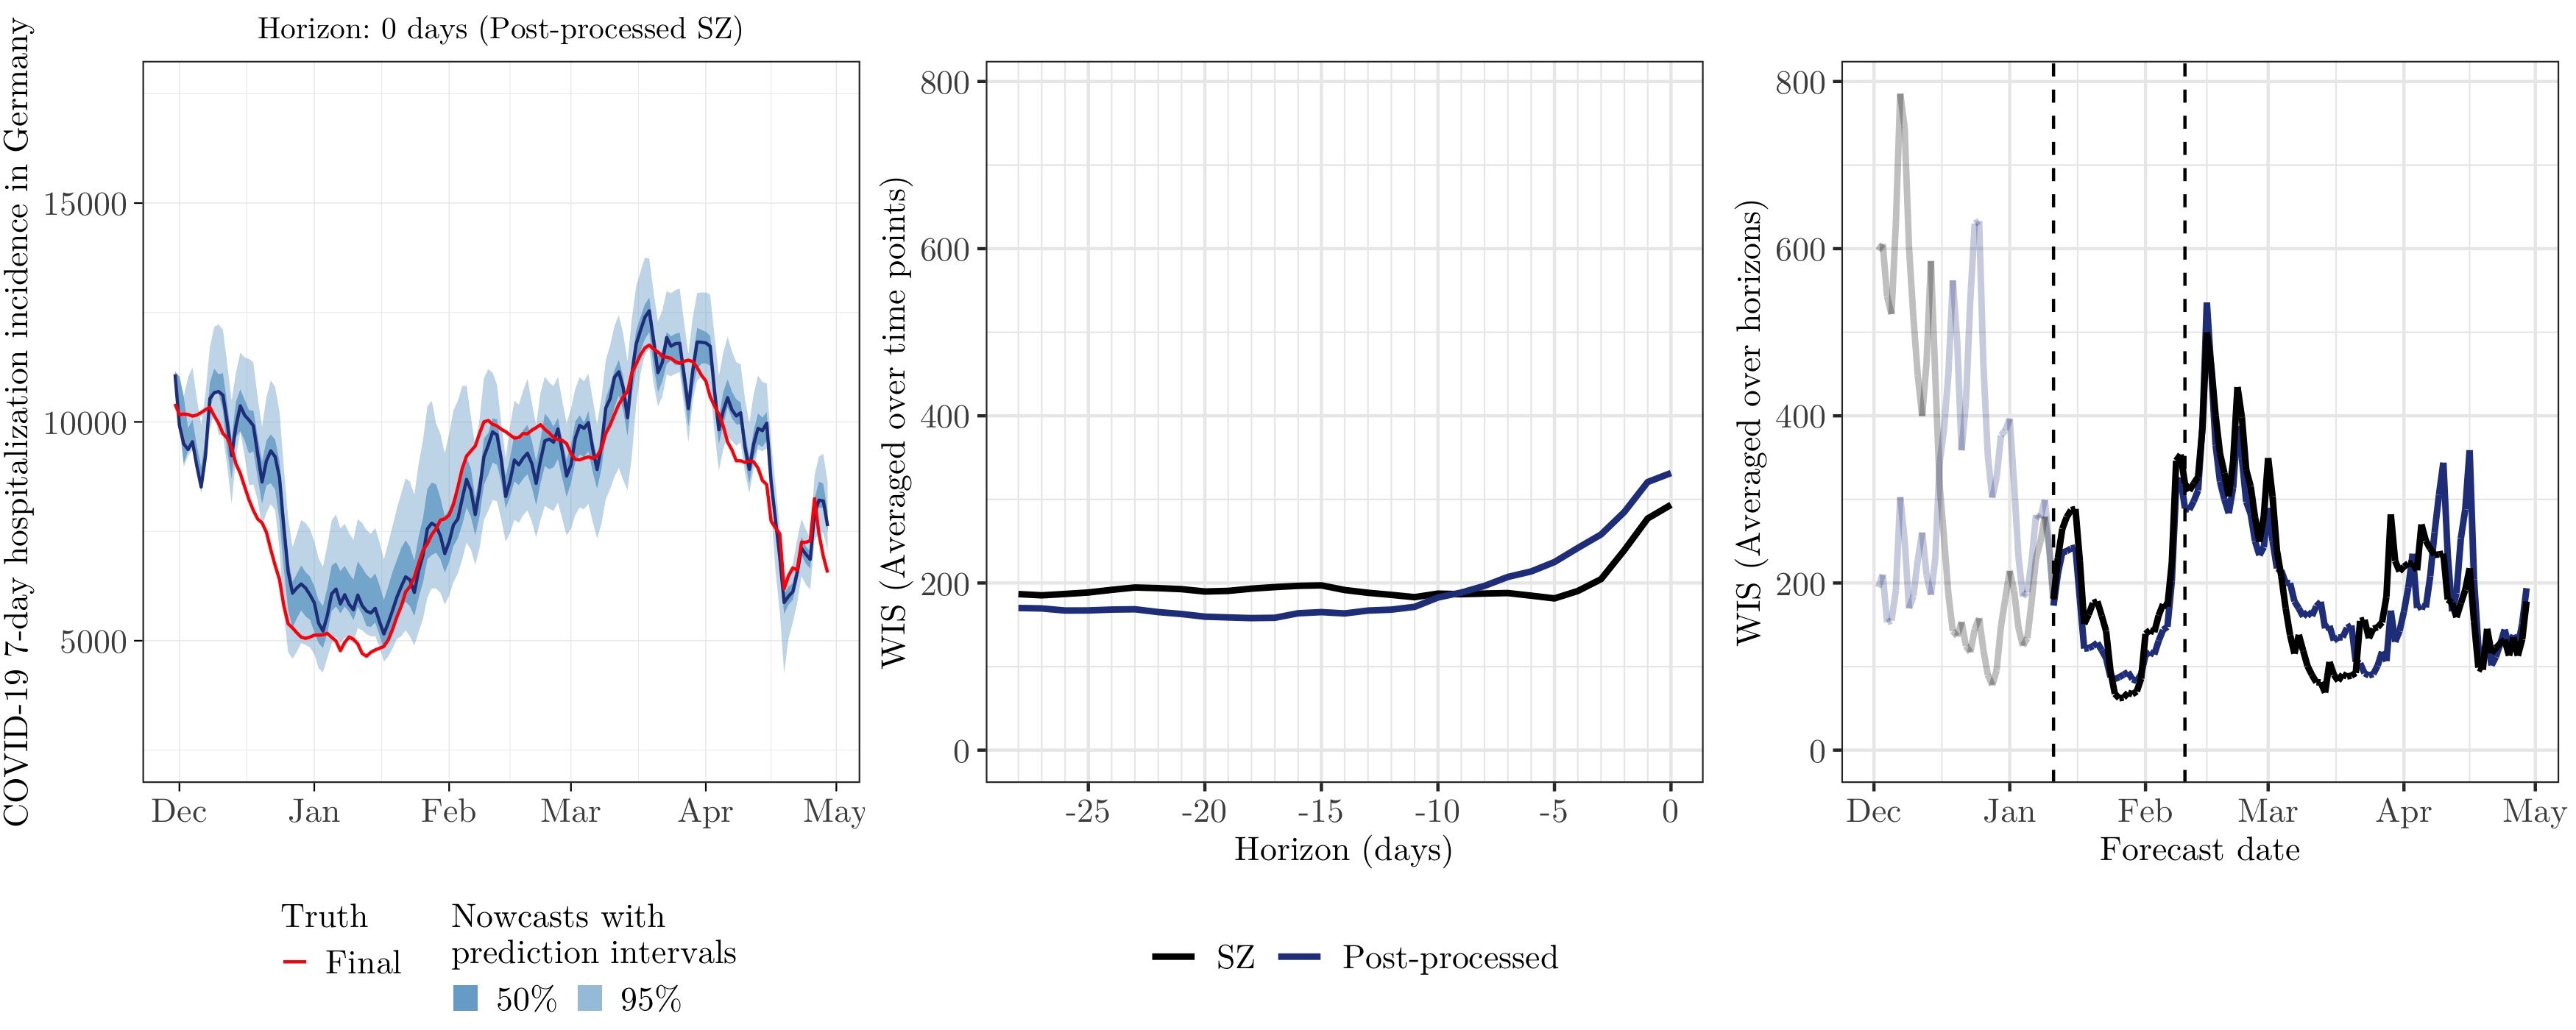 Horizon: 0 days (Post-processed SZ)
COVID-19 7-day hospitalization incidence in Germany
15000
10000
5000
Dec Jan Feb Mar Apr May
Truth
Final
Nowcasts with
prediction intervals
50% 95%
WIS (Averaged over time points)
800
600
400
200
0
-25 -20 -15 -10 -5 0
Horizon (days)
SZ Post-processed
WIS (Averaged over horizons)
800
600
400
200
0
Dec Jan Feb Mar Apr May
Forecast date